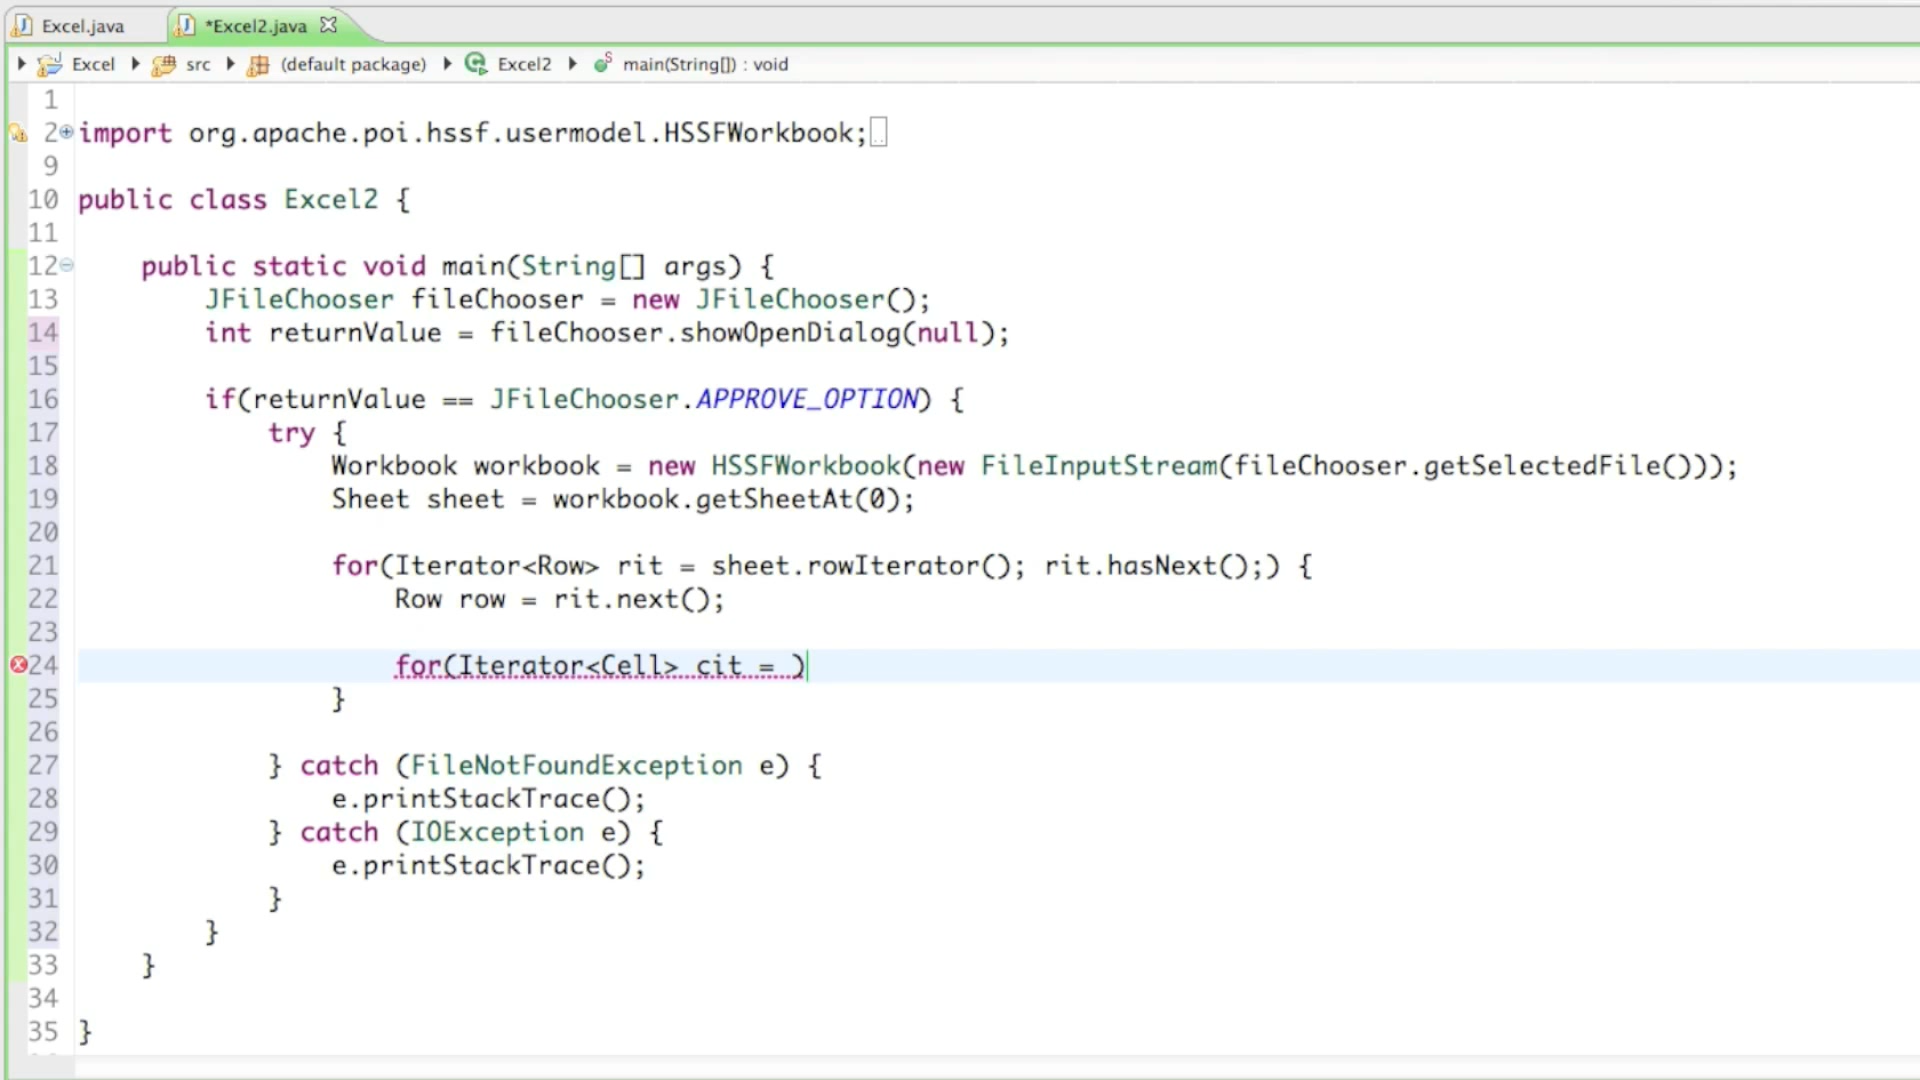 Excel.java *Excel2.java
Excel src (default package) Excel2 main(String[]) : void
1
2 import org.apache.poi.hssf.usermodel.HSSFWorkbook;
9
10 public class Excel2 {
11
12 public static void main(String[] args) {
13 JFileChooser fileChooser = new JFileChooser();
14 int returnValue = fileChooser.showOpenDialog(null);
15
16 if(returnValue == JFileChooser.APPROVE_OPTION) {
17 try {
18 Workbook workbook = new HSSFWorkbook(new FileInputStream(fileChooser.getSelectedFile()));
19 Sheet sheet = workbook.getSheetAt(0);
20
21 for(Iterator<Row> rit = sheet.rowIterator(); rit.hasNext();) {
22 Row row = rit.next();
23
24 for(Iterator<Cell> cit = )
25 }
26
27 } catch (FileNotFoundException e) {
28 e.printStackTrace();
29 } catch (IOException e) {
30 e.printStackTrace();
31 }
32 }
33 }
34
35 }